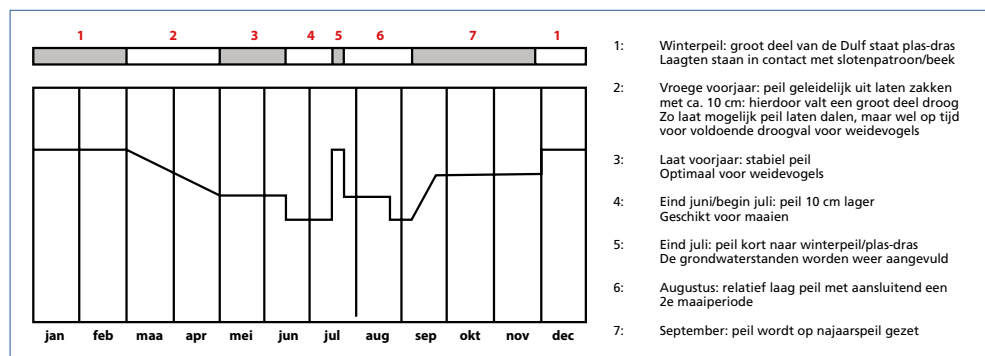 1 2 3 4 5 6 7 1
jan feb maa apr mei jun jul aug sep okt nov dec
1: Winterpeil: groot deel van de Dulf staat plas-dras
Laagten staan in contact met slotenpatroon/beek
2: Vroege voorjaar: peil geleidelijk uit laten zakken
met ca. 10 cm: hierdoor valt een groot deel droog
Zo laat mogelijk peil laten dalen, maar wel op tijd
voor voldoende droogval voor weidevogels
3: Laat voorjaar: stabiel peil
Optimaal voor weidevogels
4: Eind juni/begin juli: peil 10 cm lager
Geschikt voor maaien
5: Eind juli: peil kort naar winterpeil/plas-dras
De grondwaterstanden worden weer aangevuld
6: Augustus: relatief laag peil met aansluitend een
2e maaiperiode
7: September: peil wordt op najaarspeil gezet